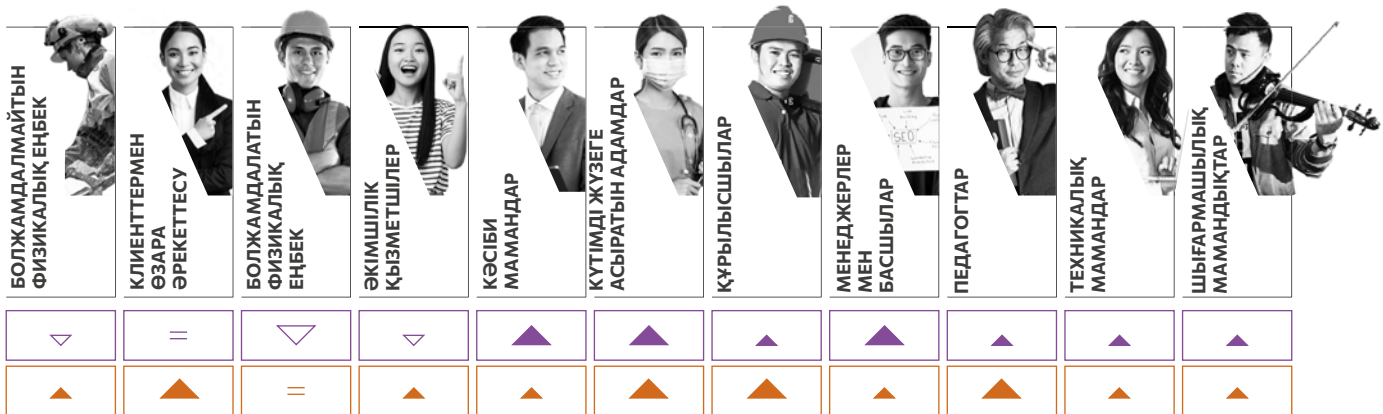 БОЛЖАМДАЛМАЙТЫН
ФИЗИКАЛЫҚ ЕҢБЕК
КЛИЕНТТЕРМЕН
ӨЗАРА
ӘРЕКЕТТЕСУ
БОЛЖАМДАЛАТЫН
ФИЗИКАЛЫҚ
ЕҢБЕК
ӘКІМШІЛІК
ҚЫЗМЕТШІЛЕР
КӘСІБИ
МАМАНДАР
КҮТІМДІ ЖҮЗЕГЕ
АСЫРАТЫН АДАМДАР
ҚҰРЫЛЫСШЫЛАР
МЕНЕДЖЕРЛЕР
МЕН
БАСШЫЛАР
SEO
ПЕДАГОГТАР
ТЕХНИКАЛЫҚ
МАМАНДАР
ШЫҒАРМАШЫЛЫҚ
МАМАНДЫҚТАР